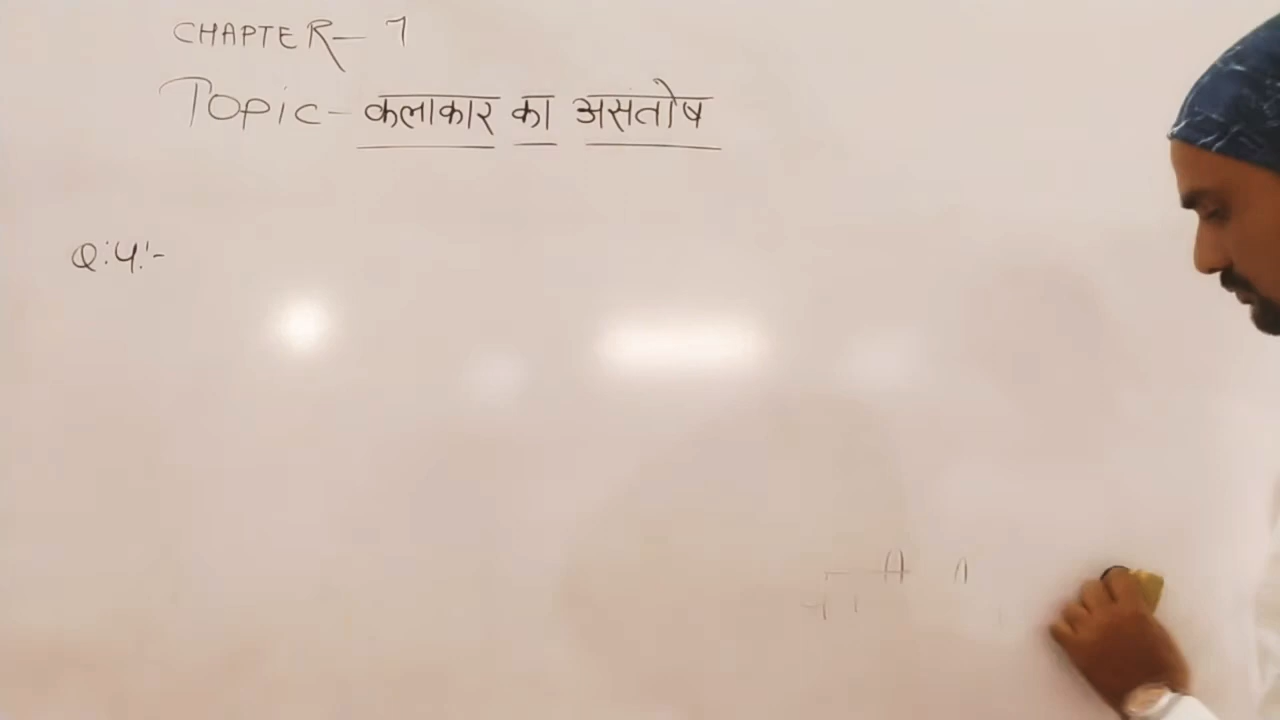 CHAPTER- 7
Topic- कलाकार का असंतोष
Q:4:-